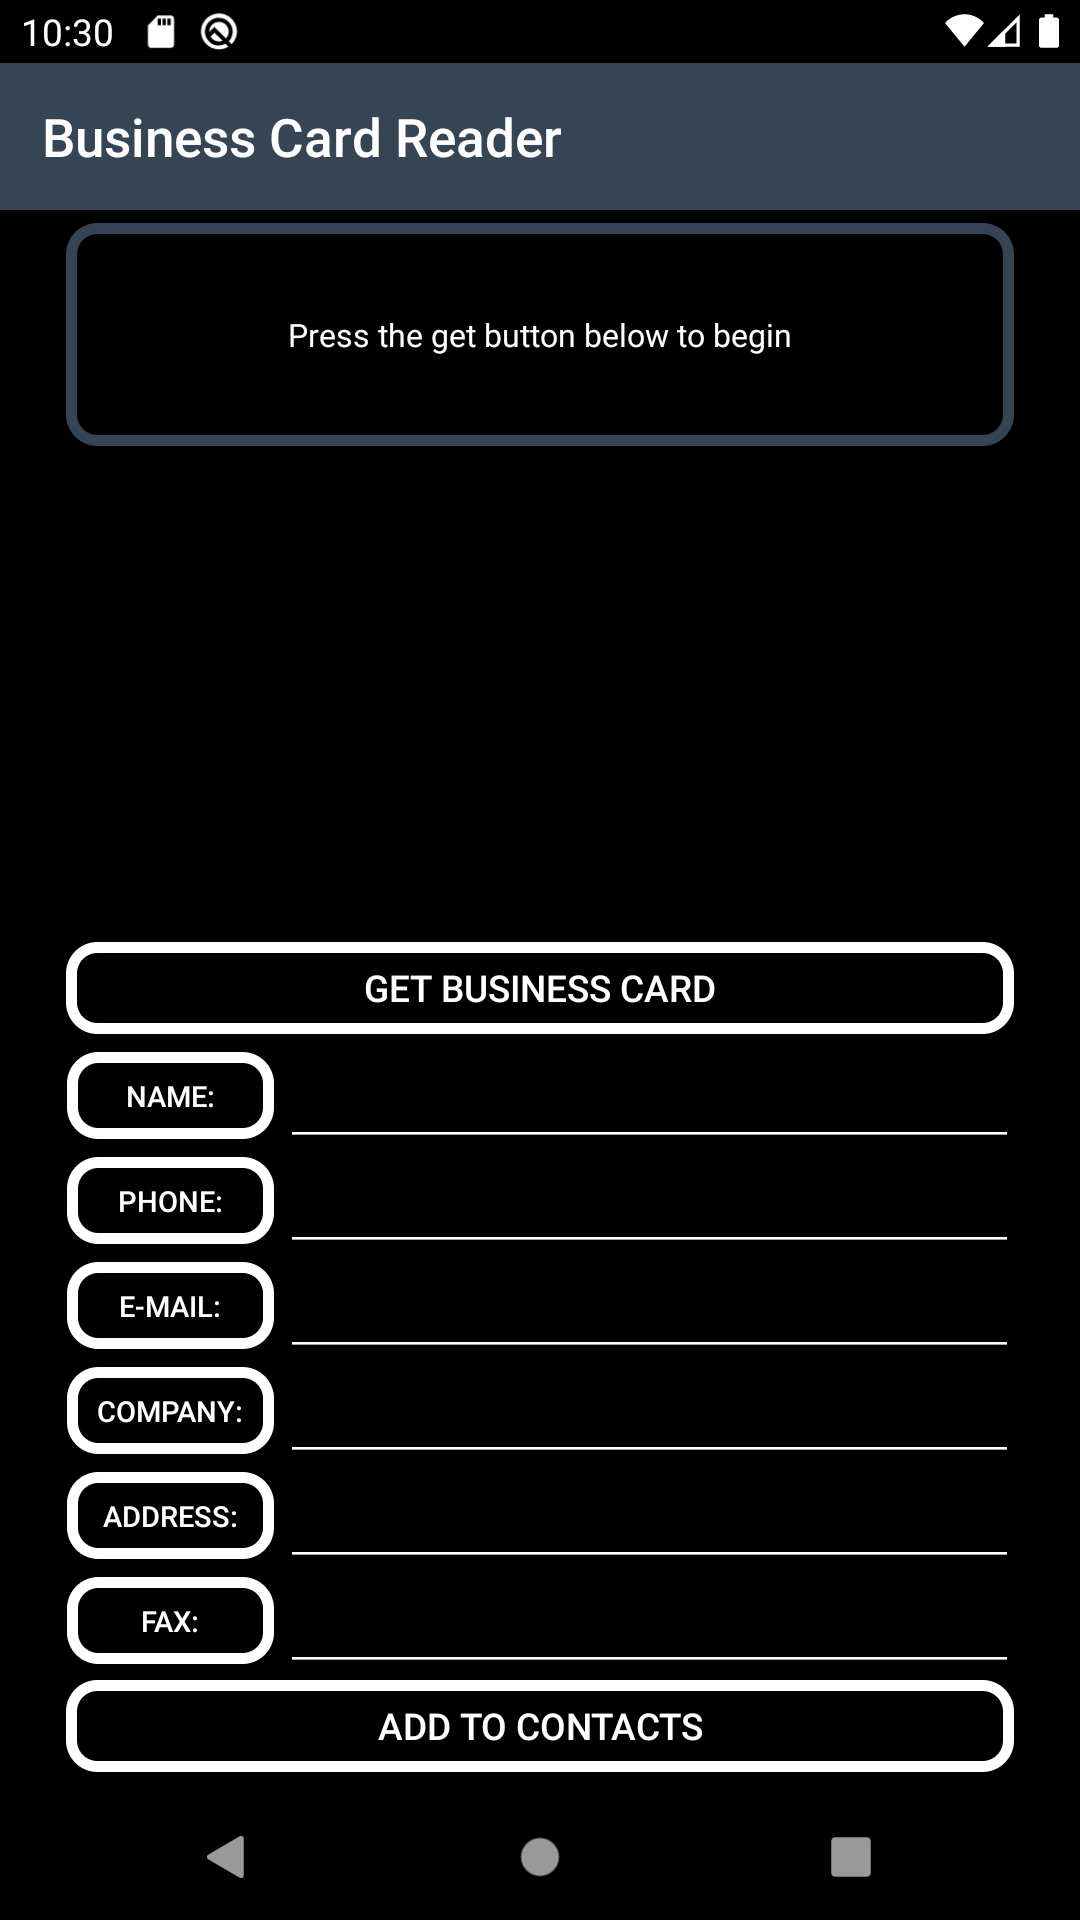 10:30
Business Card Reader
Press the get button below to begin
GET BUSINESS CARD
NAME:
PHONE:
E-MAIL:
COMPANY:
ADDRESS:
FAX:
ADD TO CONTACTS